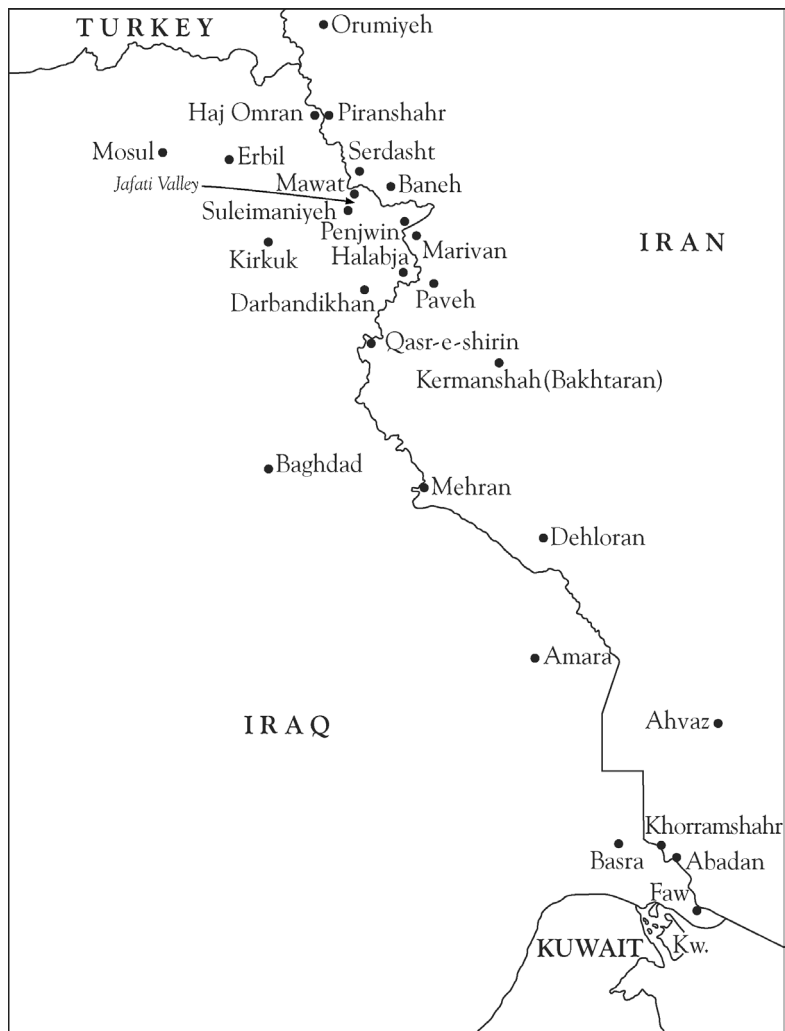 TURKEY
Orumiyeh
Haj Omran
Piranshahr
Mosul
Erbil
Serdasht
Jafati Valley
Mawat
Baneh
Suleimaniyeh
Penjwin
Marivan
IRAN
Kirkuk
Halabja
Darbandikhan
Paveh
Qasr-e-shirin
Kermanshah (Bakhtaran)
Baghdad
Mehran
Dehloran
Amara
IRAQ
Ahvaz
Khorramshahr
Basra
Abadan
Faw
KUWAIT
Kw.